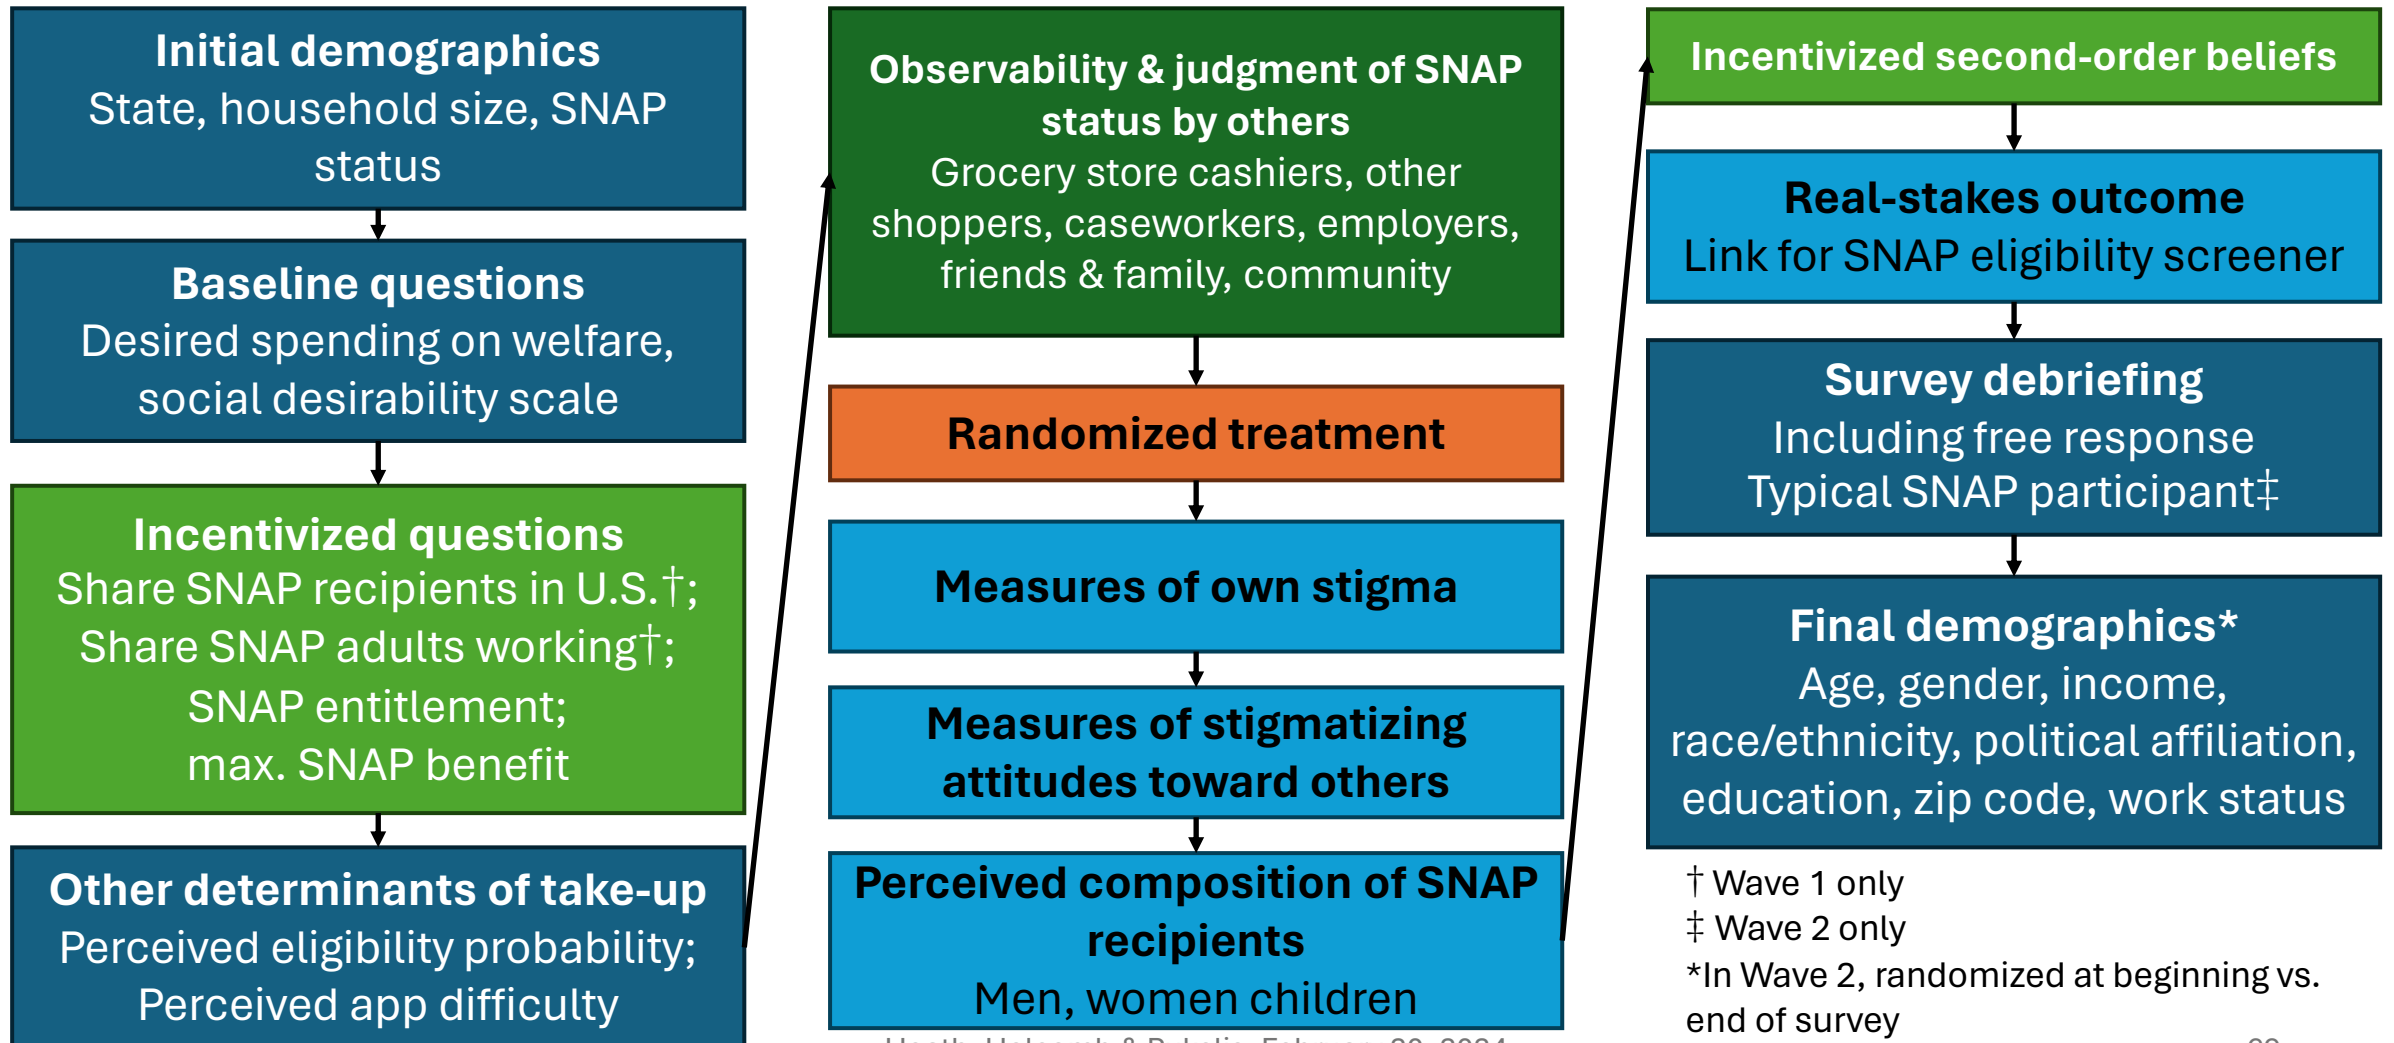 Initial demographics
State, household size, SNAP
status
Baseline questions
Desired spending on welfare,
social desirability scale
Incentivized questions
Share SNAP recipients in U.S.†;
Share SNAP adults working†;
SNAP entitlement;
max. SNAP benefit
Other determinants of take-up
Perceived eligibility probability;
Perceived app difficulty
Observability & judgment of SNAP
status by others
Grocery store cashiers, other
shoppers, caseworkers, employers,
friends & family, community
Randomized treatment
Measures of own stigma
Measures of stigmatizing
attitudes toward others
Perceived composition of SNAP
recipients
Men, women children
Incentivized second-order beliefs
Real-stakes outcome
Link for SNAP eligibility screener
Survey debriefing
Including free response
Typical SNAP participant‡
Final demographics*
Age, gender, income,
race/ethnicity, political affiliation,
education, zip code, work status
† Wave 1 only
‡ Wave 2 only
*In Wave 2, randomized at beginning vs.
end of survey